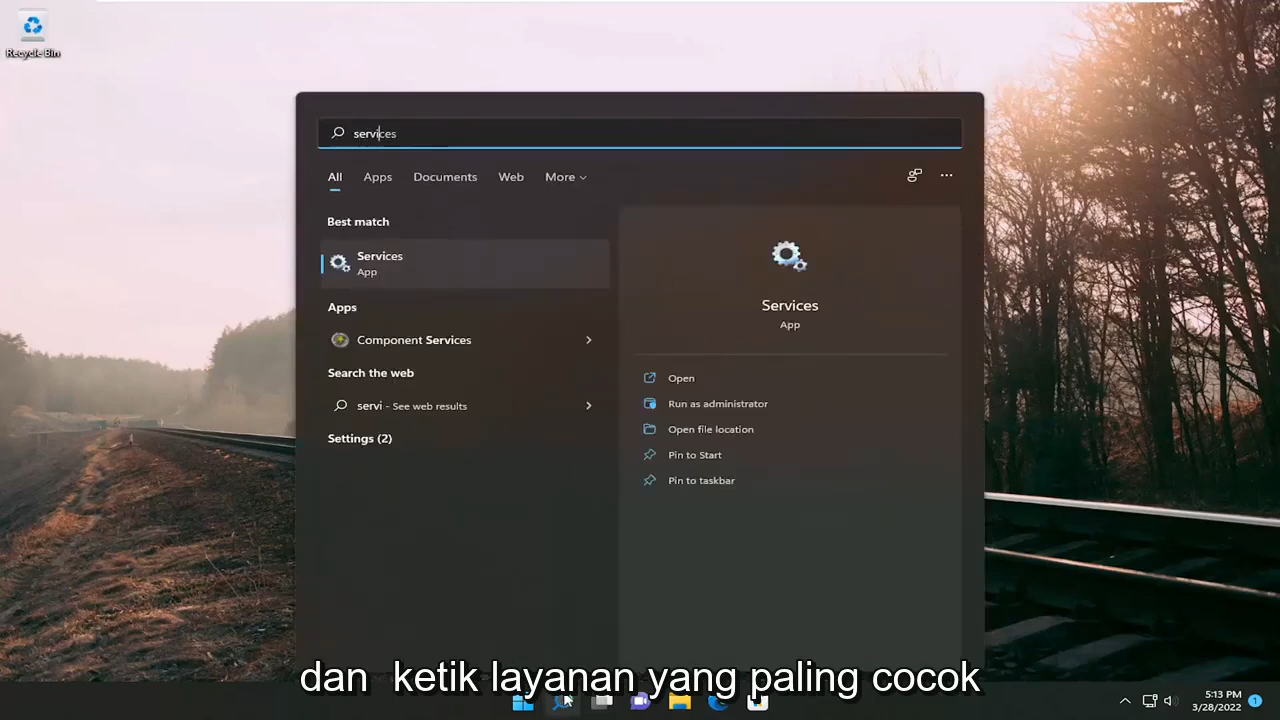 Recycle Bin
services
All Apps Documents Web More
Best match
Services
App
Apps
Component Services
Search the web
servi - See web results
Settings (2)
Services
App
Open
Run as administrator
Open file location
Pin to Start
Pin to taskbar
dan ketik layanan yang paling cocok
5:13 PM
3/28/2022
1